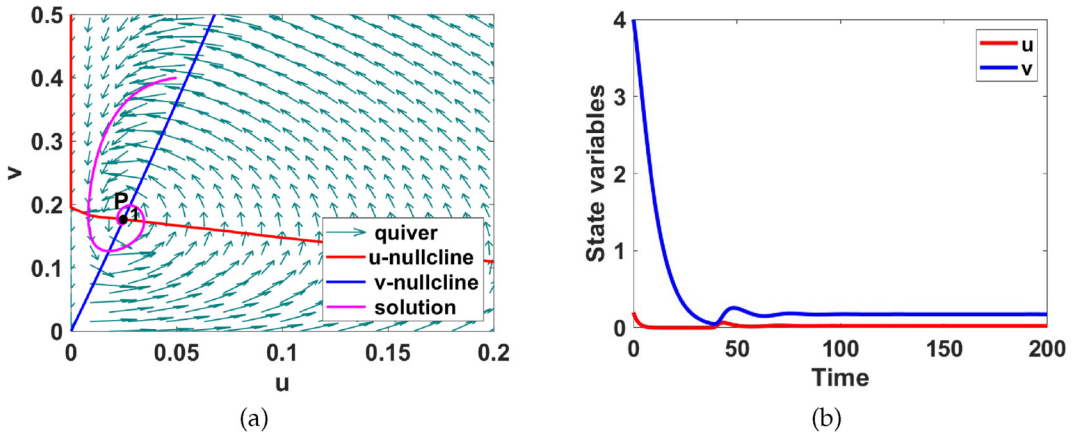 0.5
0.4
0.3
0.2
0.1
0
v
P1
quiver
u-nullcline
v-nullcline
solution
0
0.05
0.1
0.15
0.2
u
(a)
4
3
2
1
0
State variables
u
v
0
50
100
150
200
Time
(b)